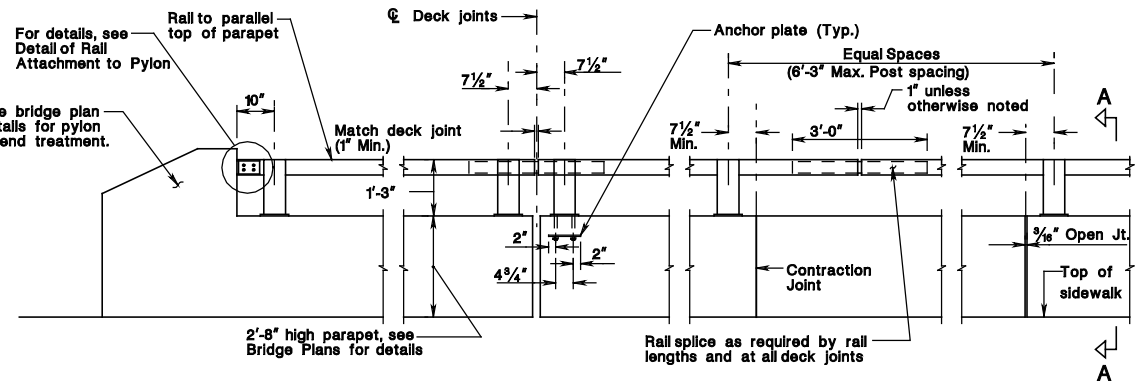 ℄ Deck joints
Rail to parallel
top of parapet
For details, see
Detail of Rail
Attachment to Pylon
bridge plan
for pylon
end treatment.
10"
Match deck joint
(1" Min.)
1'-3"
7½"
7½"
Anchor plate (Typ.)
2"
2"
4¾"
2'-8" high parapet, see
Bridge Plans for details
Equal Spaces
(6'-3" Max. Post spacing)
1" unless
otherwise noted
7½"
Min.
3'-0"
7½"
Min.
A
3/16" Open Jt.
Contraction
Joint
Top of
sidewalk
Rail splice as required by rail
lengths and at all deck joints
A